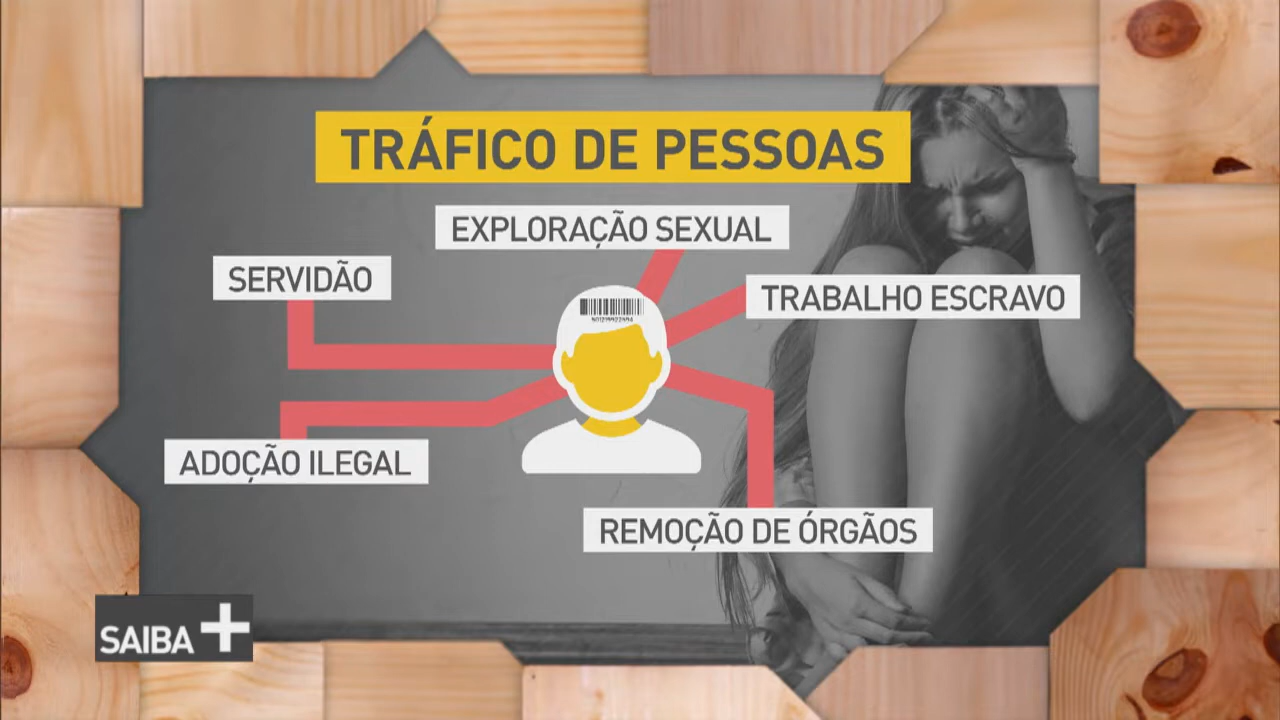 TRÁFICO DE PESSOAS
EXPLORAÇÃO SEXUAL
SERVIDÃO
TRABALHO ESCRAVO
ADOÇÃO ILEGAL
REMOÇÃO DE ÓRGÃOS
SAIBA +